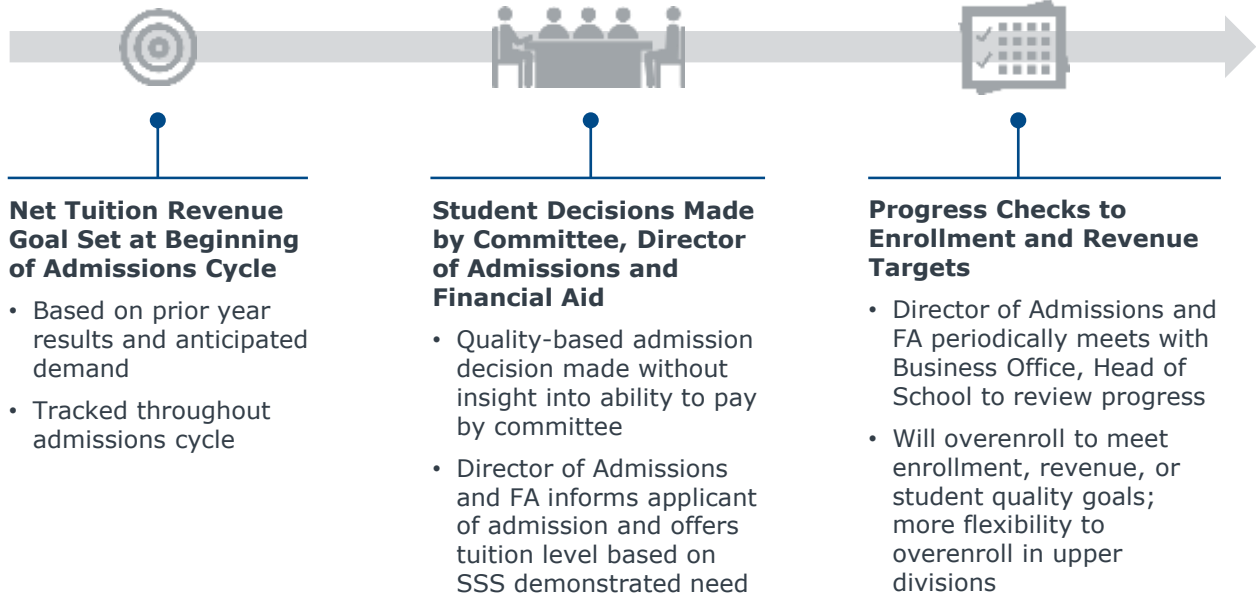 Net Tuition Revenue
Goal Set at Beginning
of Admissions Cycle
• Based on prior year
results and anticipated
demand
• Tracked throughout
admissions cycle
Student Decisions Made
by Committee, Director
of Admissions and
Financial Aid
• Quality-based admission
decision made without
insight into ability to pay
by committee
• Director of Admissions
and FA informs applicant
of admission and offers
tuition level based on
SSS demonstrated need
Progress Checks to
Enrollment and Revenue
Targets
• Director of Admissions and
FA periodically meets with
Business Office, Head of
School to review progress
• Will overenroll to meet
enrollment, revenue, or
student quality goals;
more flexibility to
overenroll in upper
divisions